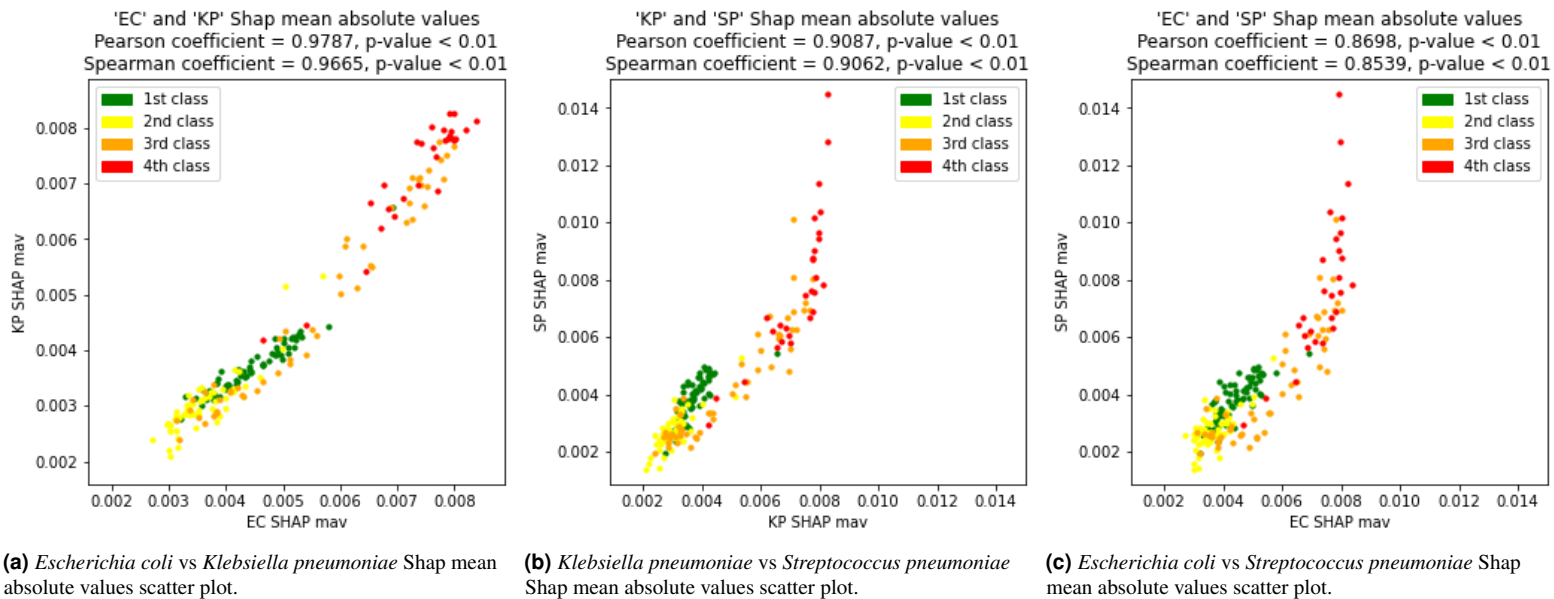 'EC' and 'KP' Shap mean absolute values
Pearson coefficient = 0.9787, p-value < 0.01
Spearman coefficient = 0.9665, p-value < 0.01
1st class
2nd class
3rd class
4th class
0.008
0.007
0.006
0.005
0.004
0.003
0.002
KP SHAP mav
0.002 0.003 0.004 0.005 0.006 0.007 0.008
EC SHAP mav
(a) Escherichia coli vs Klebsiella pneumoniae Shap mean
absolute values scatter plot.
'KP' and 'SP' Shap mean absolute values
Pearson coefficient = 0.9087, p-value < 0.01
Spearman coefficient = 0.9062, p-value < 0.01
1st class
2nd class
3rd class
4th class
0.014
0.012
0.010
0.008
0.006
0.004
0.002
SP SHAP mav
0.002 0.004 0.006 0.008 0.010 0.012 0.014
KP SHAP mav
(b) Klebsiella pneumoniae vs Streptococcus pneumoniae
Shap mean absolute values scatter plot.
'EC' and 'SP' Shap mean absolute values
Pearson coefficient = 0.8698, p-value < 0.01
Spearman coefficient = 0.8539, p-value < 0.01
1st class
2nd class
3rd class
4th class
0.014
0.012
0.010
0.008
0.006
0.004
0.002
SP SHAP mav
0.002 0.004 0.006 0.008 0.010 0.012 0.014
EC SHAP mav
(c) Escherichia coli vs Streptococcus pneumoniae Shap
mean absolute values scatter plot.